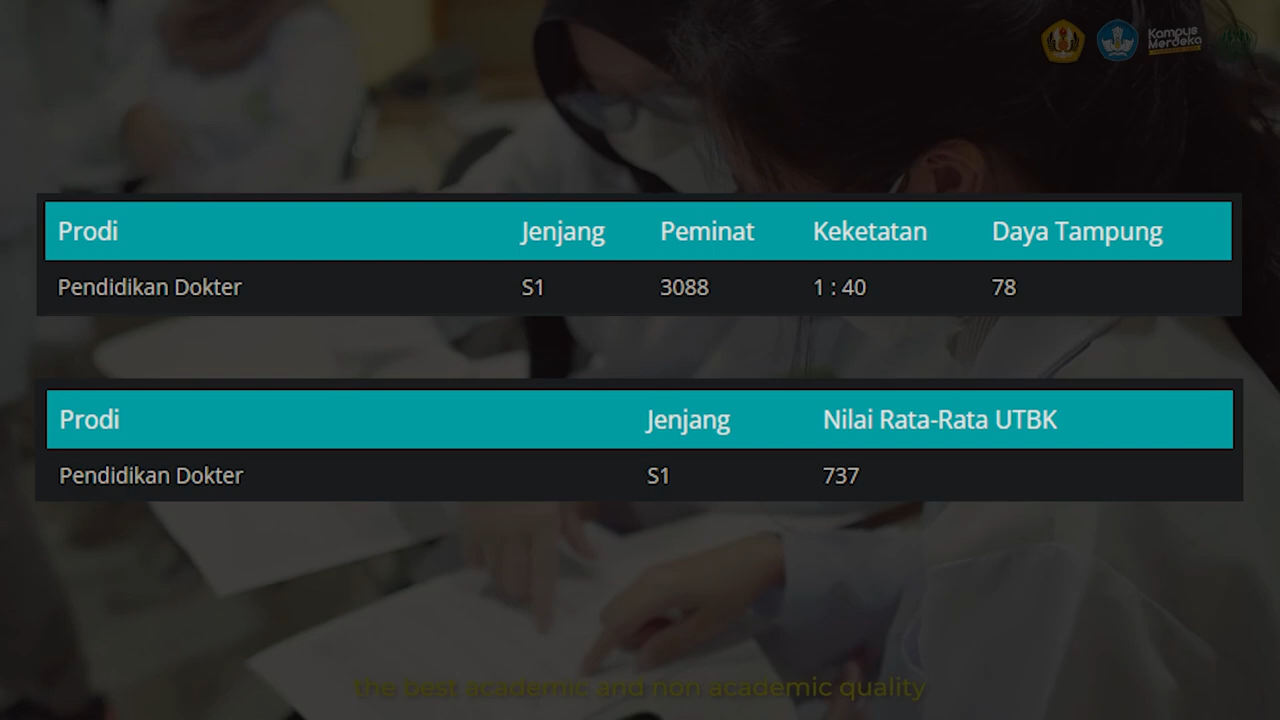 Kampus
Merdeka
Prodi Jenjang Peminat Keketatan Daya Tampung
Pendidikan Dokter S1 3088 1 : 40 78
Prodi Jenjang Nilai Rata-Rata UTBK
Pendidikan Dokter S1 737
the best academic and non academic quality